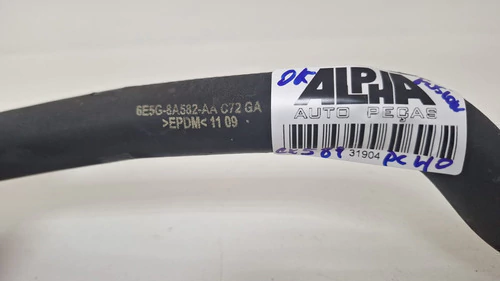 6E5G-8A582-AA C72 GA
>EPDM< 11 09
OK
ALPHA
FUSION
AUTO PEÇAS
31904
PC 40